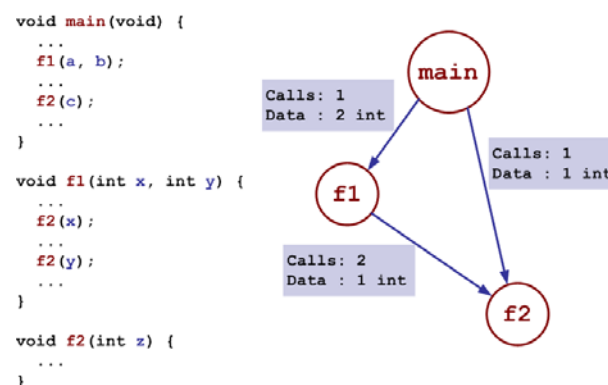 void main(void) {
...
f1(a, b);
...
f2(c);
...
}
void f1(int x, int y) {
...
f2(x);
...
f2(y);
...
}
void f2(int z) {
...
}
main
Calls: 1
Data : 2 int
Calls: 1
Data : 1 int
f1
Calls: 2
Data : 1 int
f2